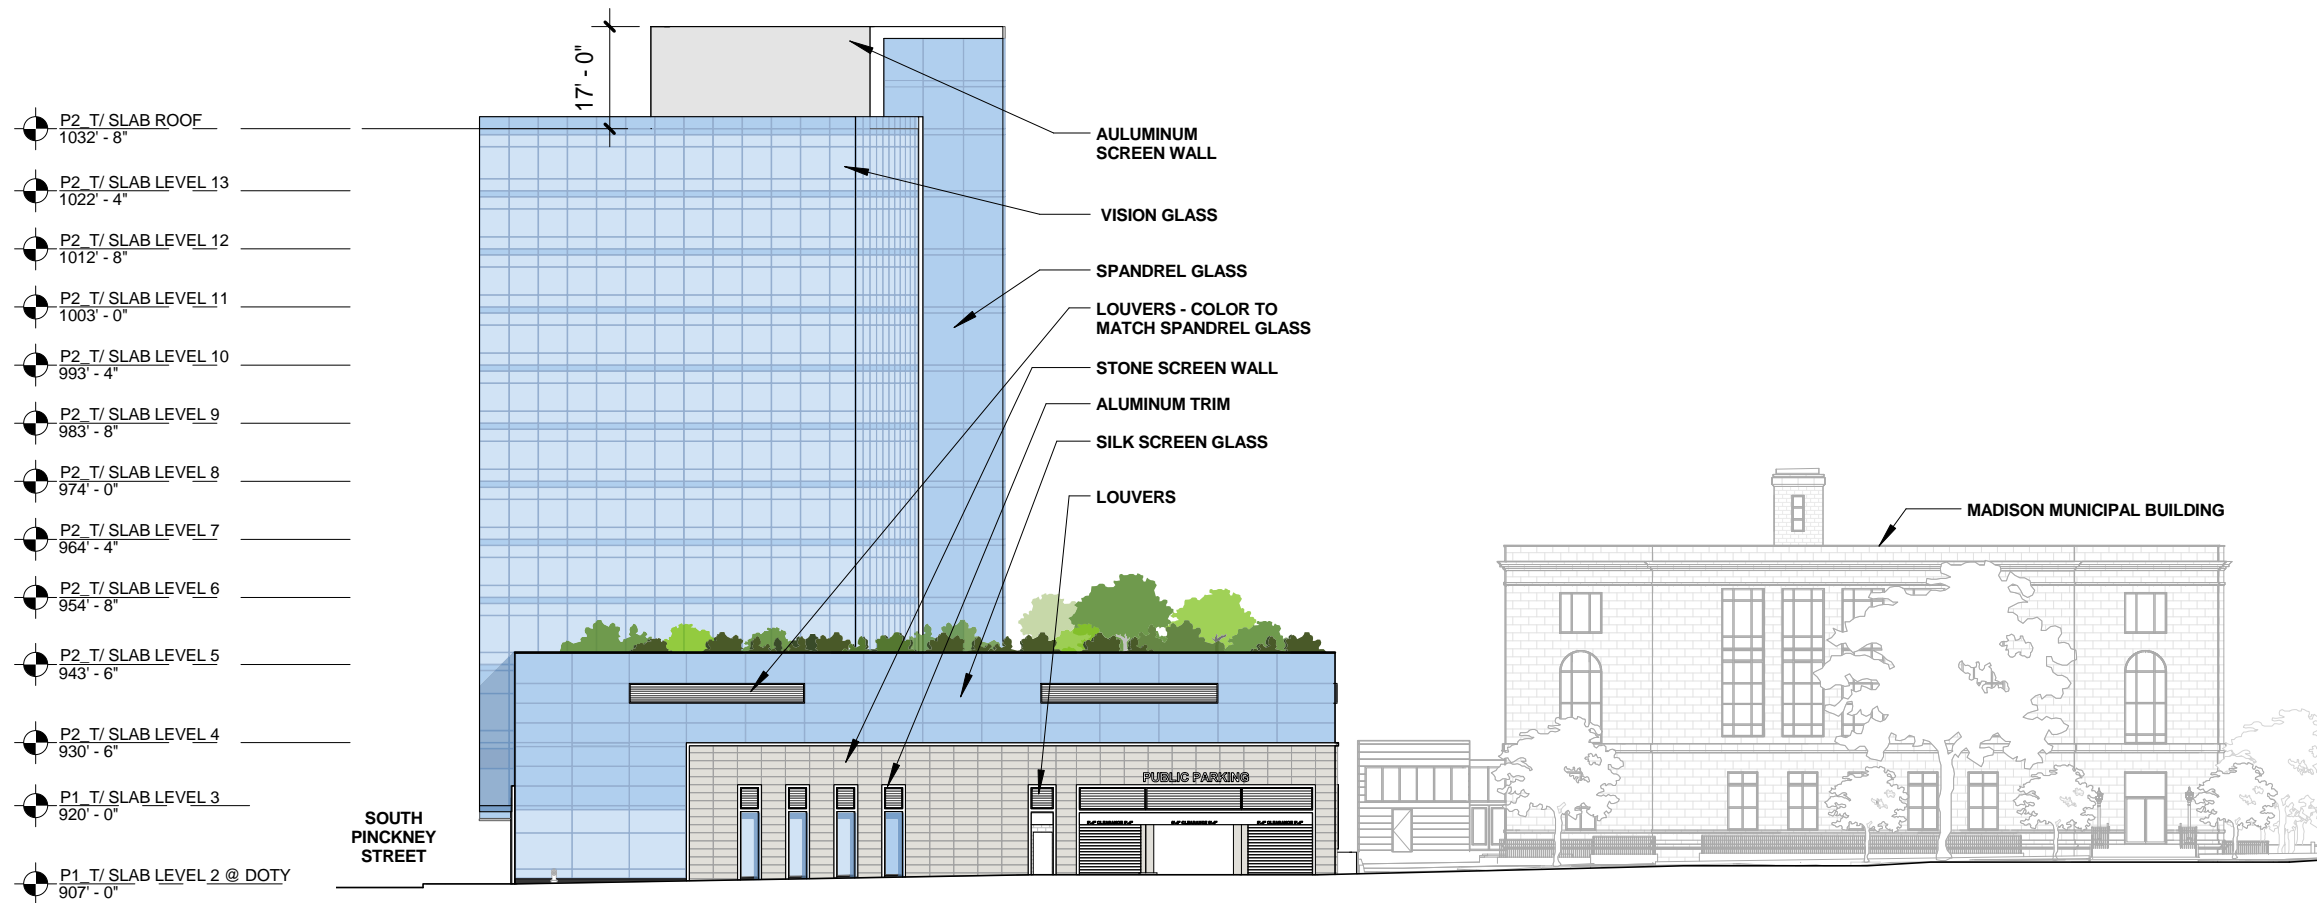 17' - 0"
P2_T/ SLAB ROOF
1032' - 8"
P2_T/ SLAB LEVEL 13
1022' - 4"
P2_T/ SLAB LEVEL 12
1012' - 8"
P2_T/ SLAB LEVEL 11
1003' - 0"
P2_T/ SLAB LEVEL 10
993' - 4"
P2_T/ SLAB LEVEL 9
983' - 8"
P2_T/ SLAB LEVEL 8
974' - 0"
P2_T/ SLAB LEVEL 7
964' - 4"
P2_T/ SLAB LEVEL 6
954' - 8"
P2_T/ SLAB LEVEL 5
943' - 6"
P2_T/ SLAB LEVEL 4
930' - 6"
P1_T/ SLAB LEVEL 3
920' - 0"
P1_T/ SLAB LEVEL 2 @ DOTY
907' - 0"
SOUTH
PINCKNEY
STREET
AULUMINUM
SCREEN WALL
VISION GLASS
SPANDREL GLASS
LOUVERS - COLOR TO
MATCH SPANDREL GLASS
STONE SCREEN WALL
ALUMINUM TRIM
SILK SCREEN GLASS
LOUVERS
PUBLIC PARKING
MADISON MUNICIPAL BUILDING